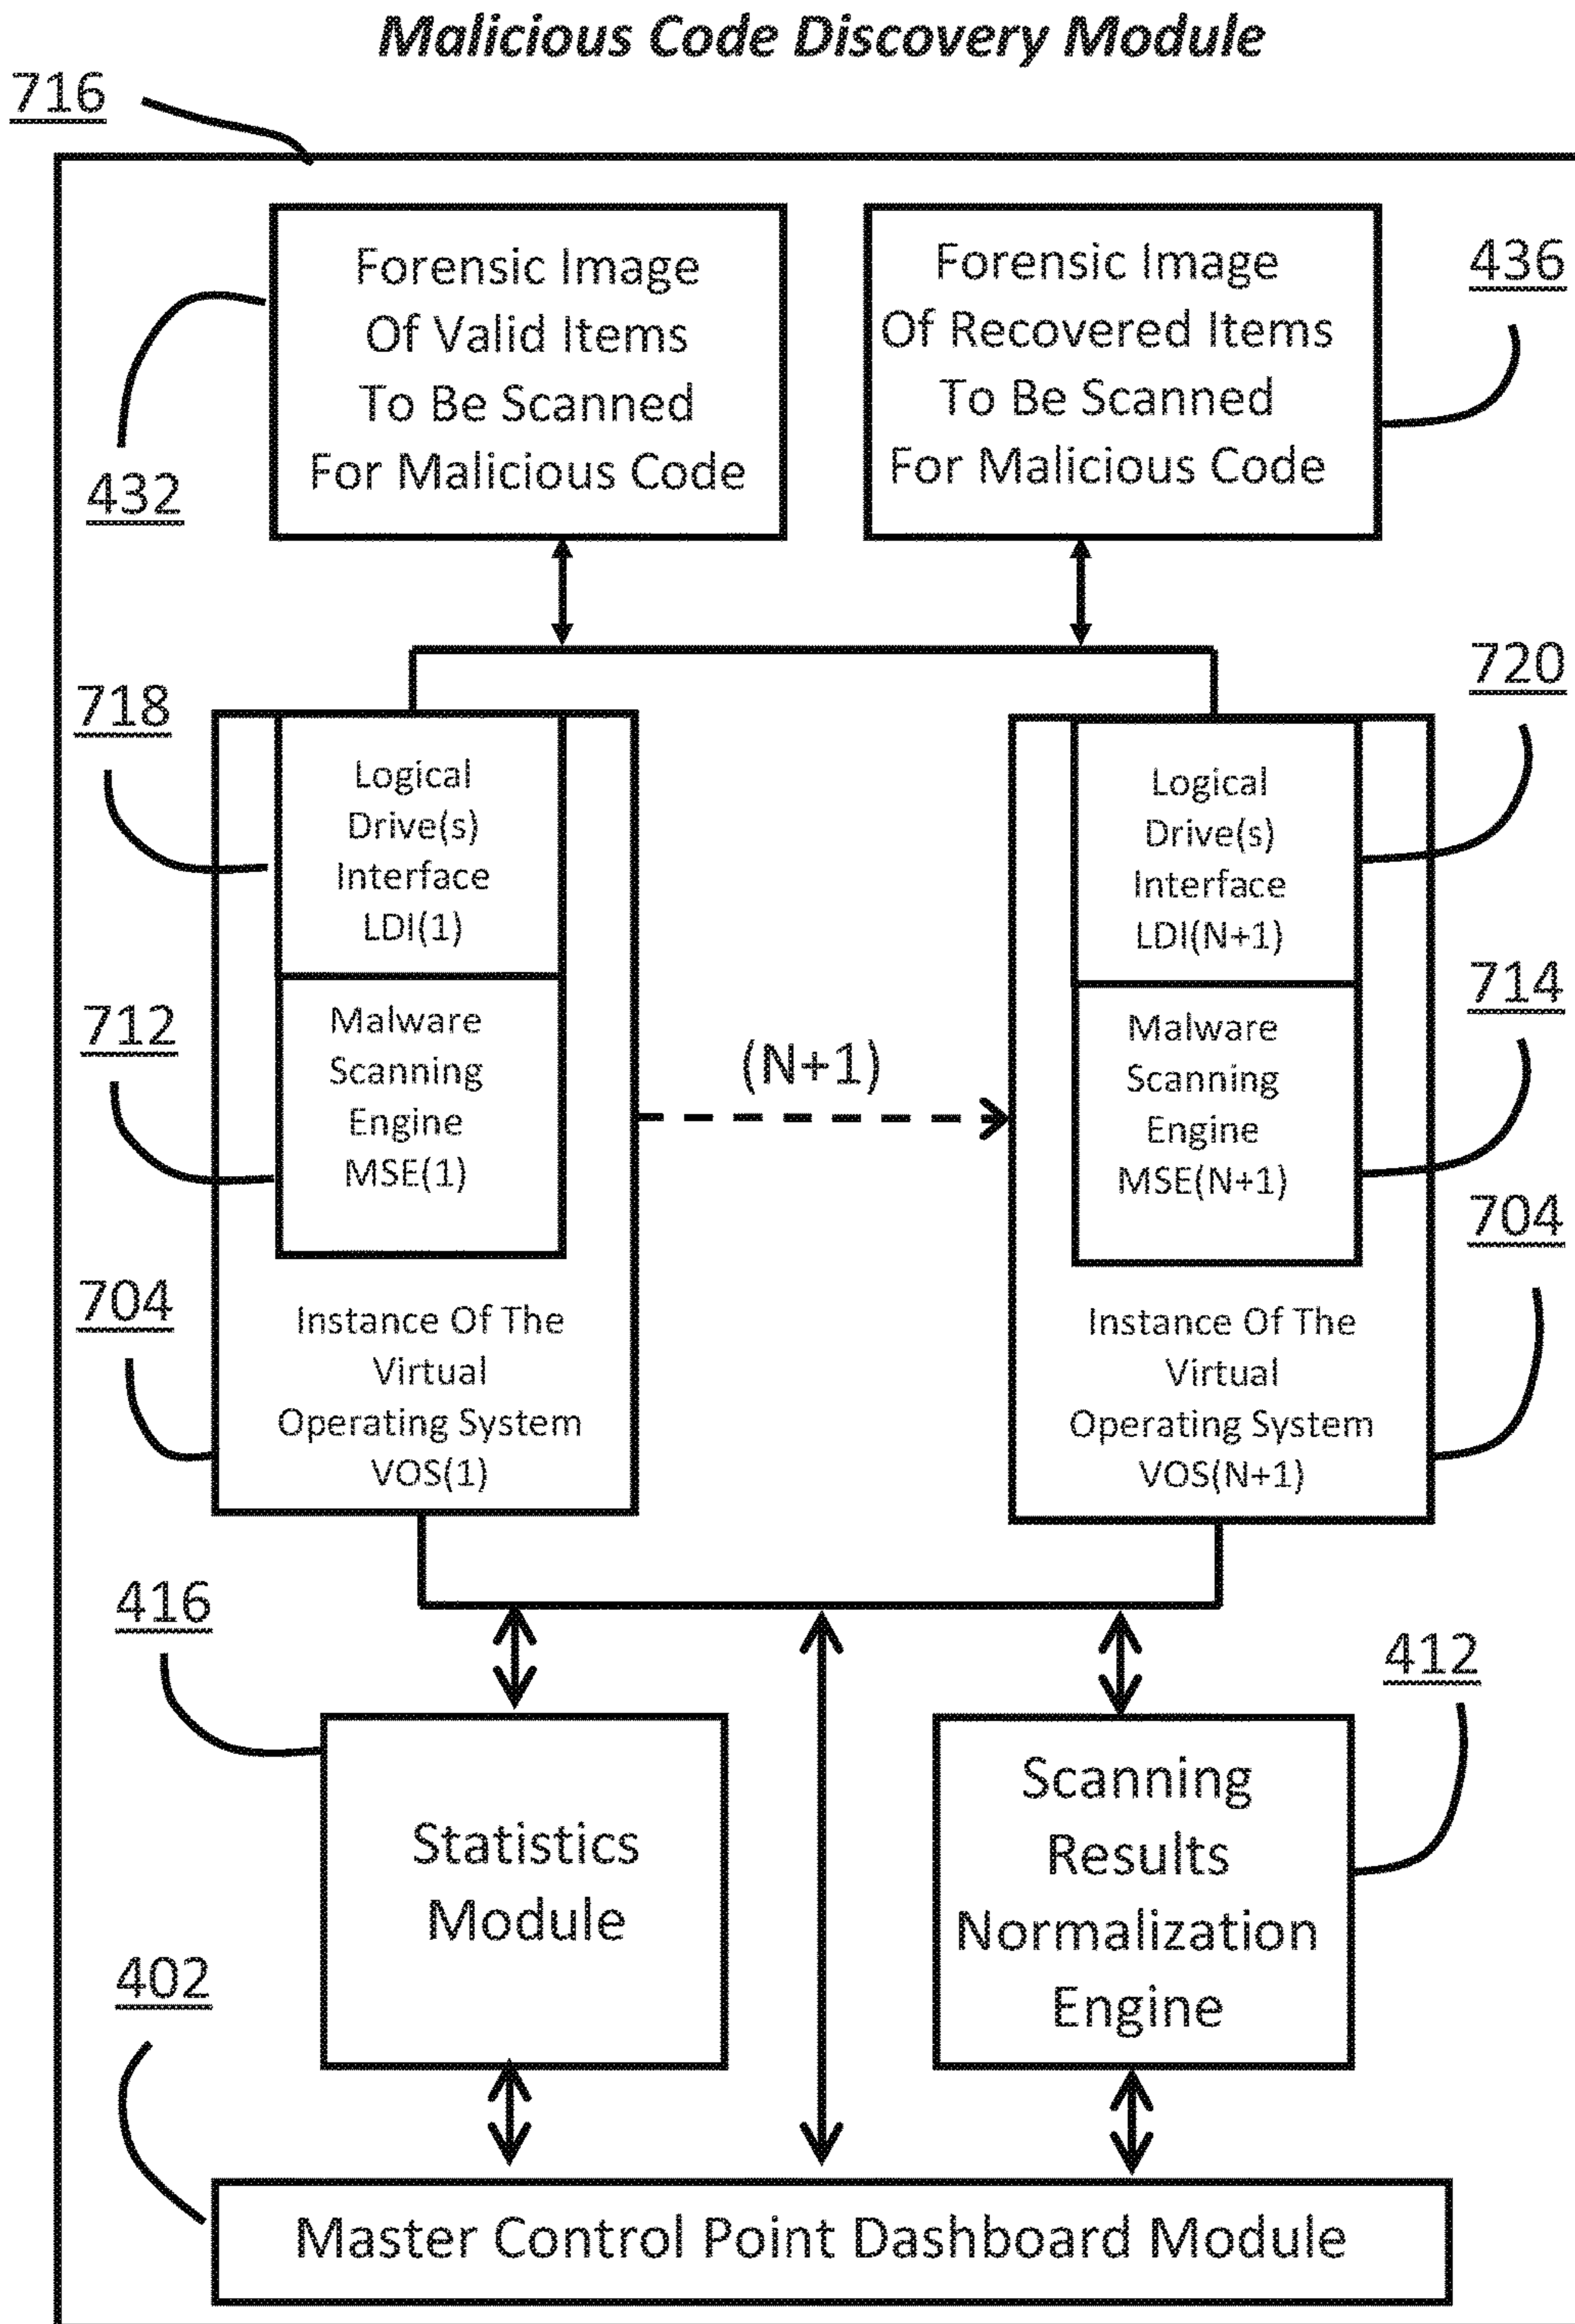 Malicious Code Discovery Module
716
Forensic Image
Of Valid Items
To Be Scanned
For Malicious Code
432
Forensic Image
Of Recovered Items
To Be Scanned
For Malicious Code
436
718
Logical
Drive(s)
Interface
LDI(1)
712
Malware
Scanning
Engine
MSE(1)
704
Instance Of The
Virtual
Operating System
VOS(1)
(N+1)
720
Logical
Drive(s)
Interface
LDI(N+1)
714
Malware
Scanning
Engine
MSE(N+1)
704
Instance Of The
Virtual
Operating System
VOS(N+1)
416
Statistics
Module
412
Scanning
Results
Normalization
Engine
402
Master Control Point Dashboard Module